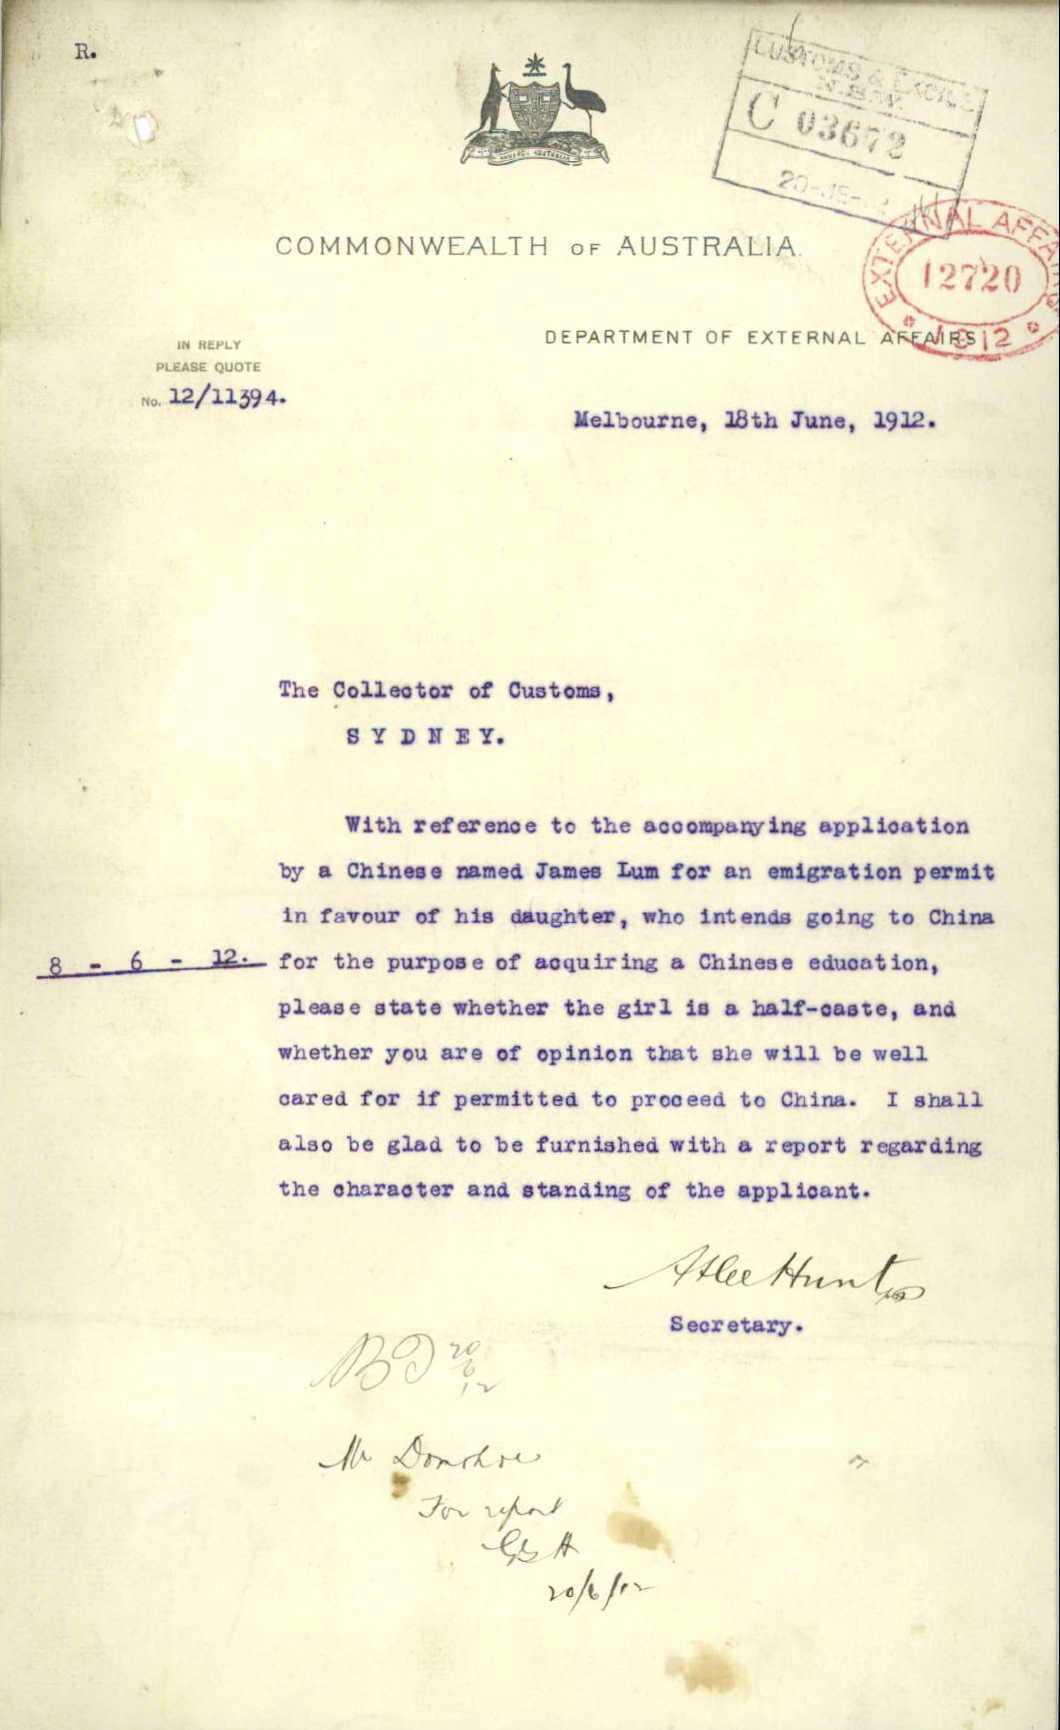 R.
CUSTOMS & EXCISE
N.S.W.
C 03672
EXTERNAL AFFAIRS
12720
1912
COMMONWEALTH OF AUSTRALIA.
DEPARTMENT OF EXTERNAL AFFAIRS
IN REPLY
PLEASE QUOTE
No. 12/11394.
Melbourne, 18th June, 1912.
The Collector of Customs,
S Y D N E Y.
With reference to the accompanying application
by a Chinese named James Lum for an emigration permit
in favour of his daughter, who intends going to China
8 - 6 - 12. for the purpose of acquiring a Chinese education,
please state whether the girl is a half-caste, and
whether you are of opinion that she will be well
cared for if permitted to proceed to China. I shall
also be glad to be furnished with a report regarding
the character and standing of the applicant.
Atlee Hunt
Secretary.
20
6
12
Mr Donohoe
For report
20/6/12